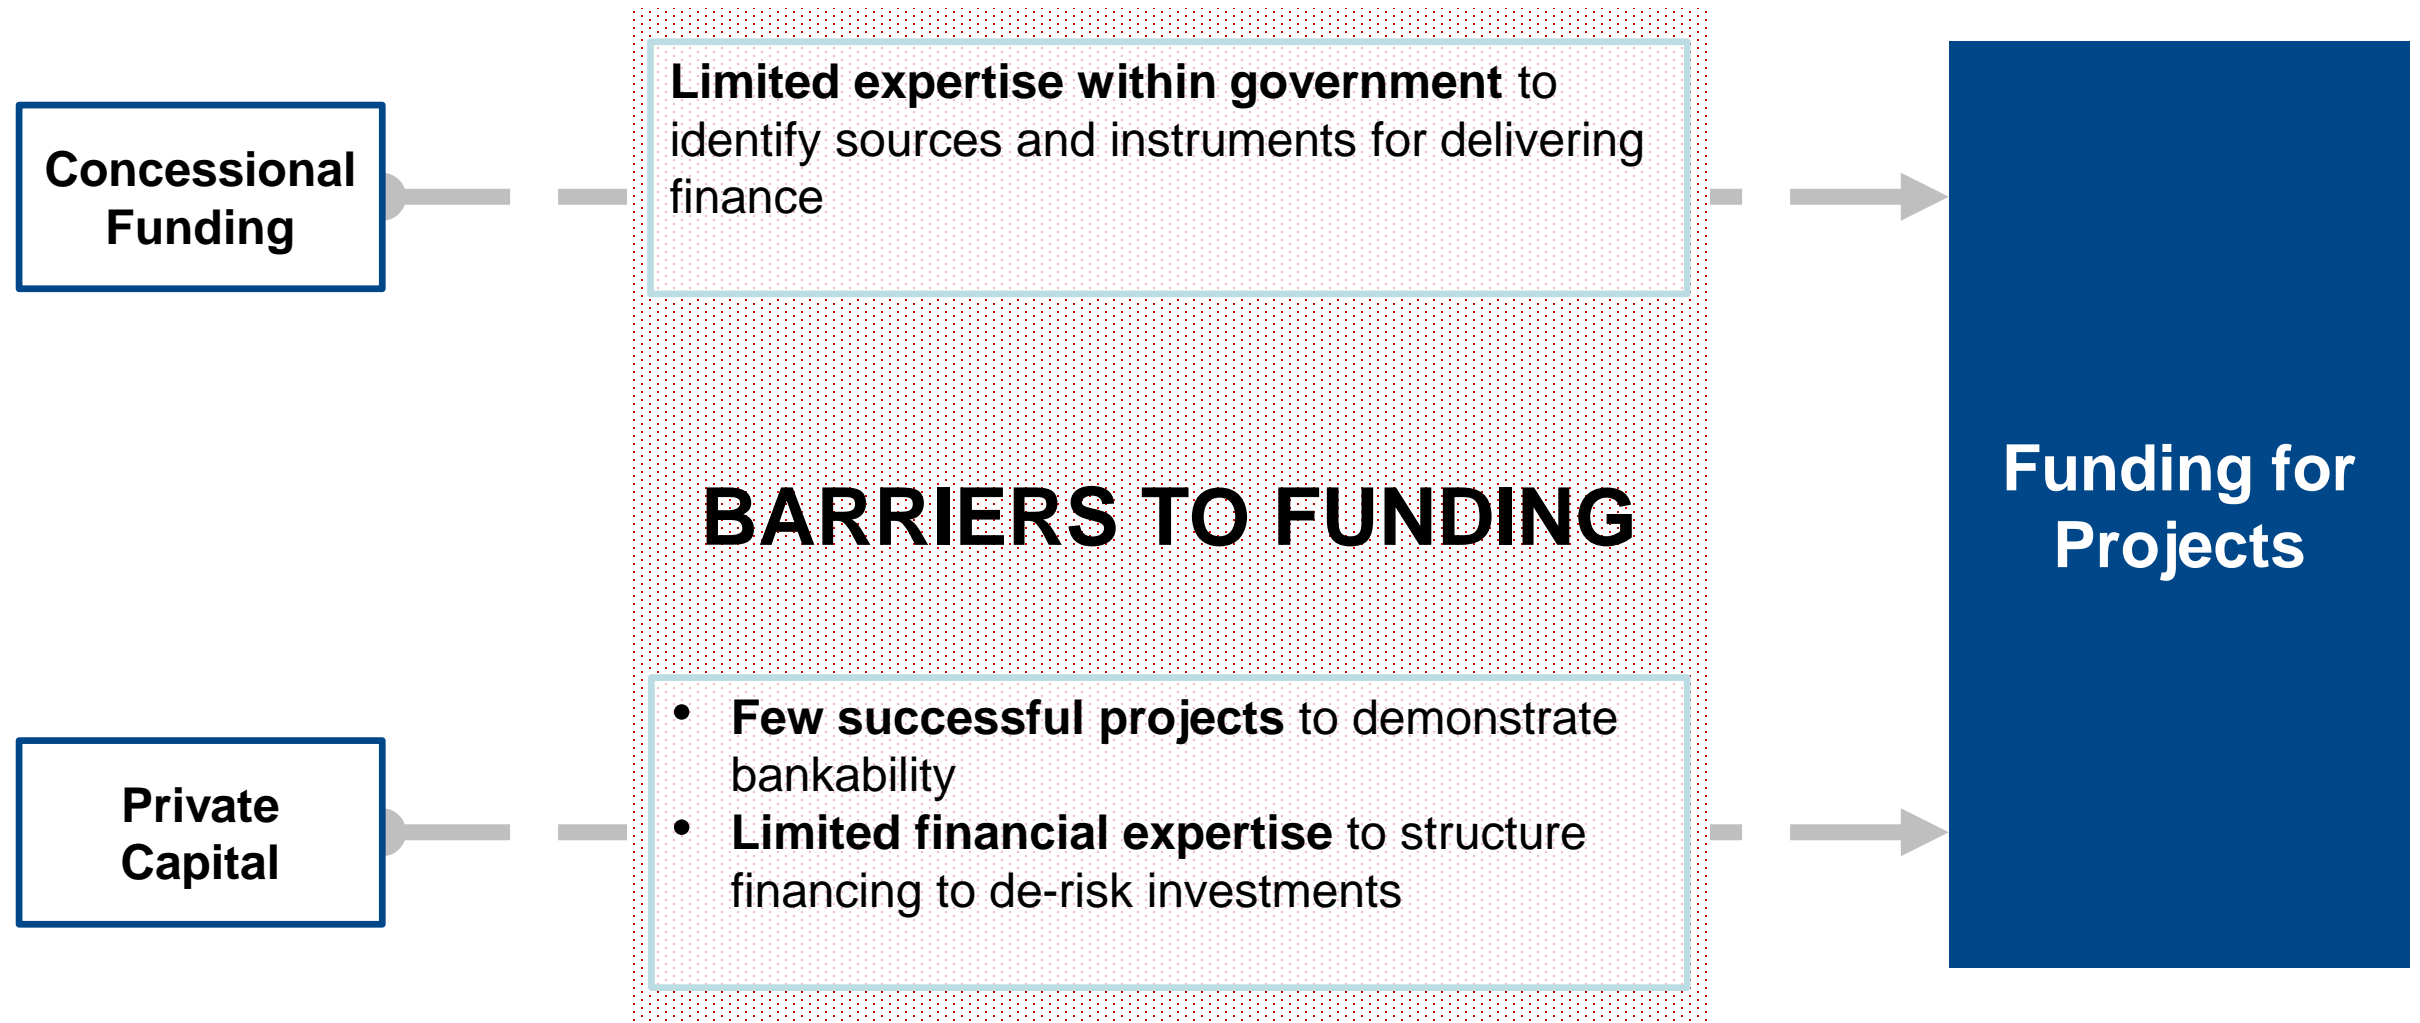 Concessional
Funding
Limited expertise within government to
identify sources and instruments for delivering
finance
BARRIERS TO FUNDING
Private
Capital
• Few successful projects to demonstrate
bankability
• Limited financial expertise to structure
financing to de-risk investments
Funding for
Projects